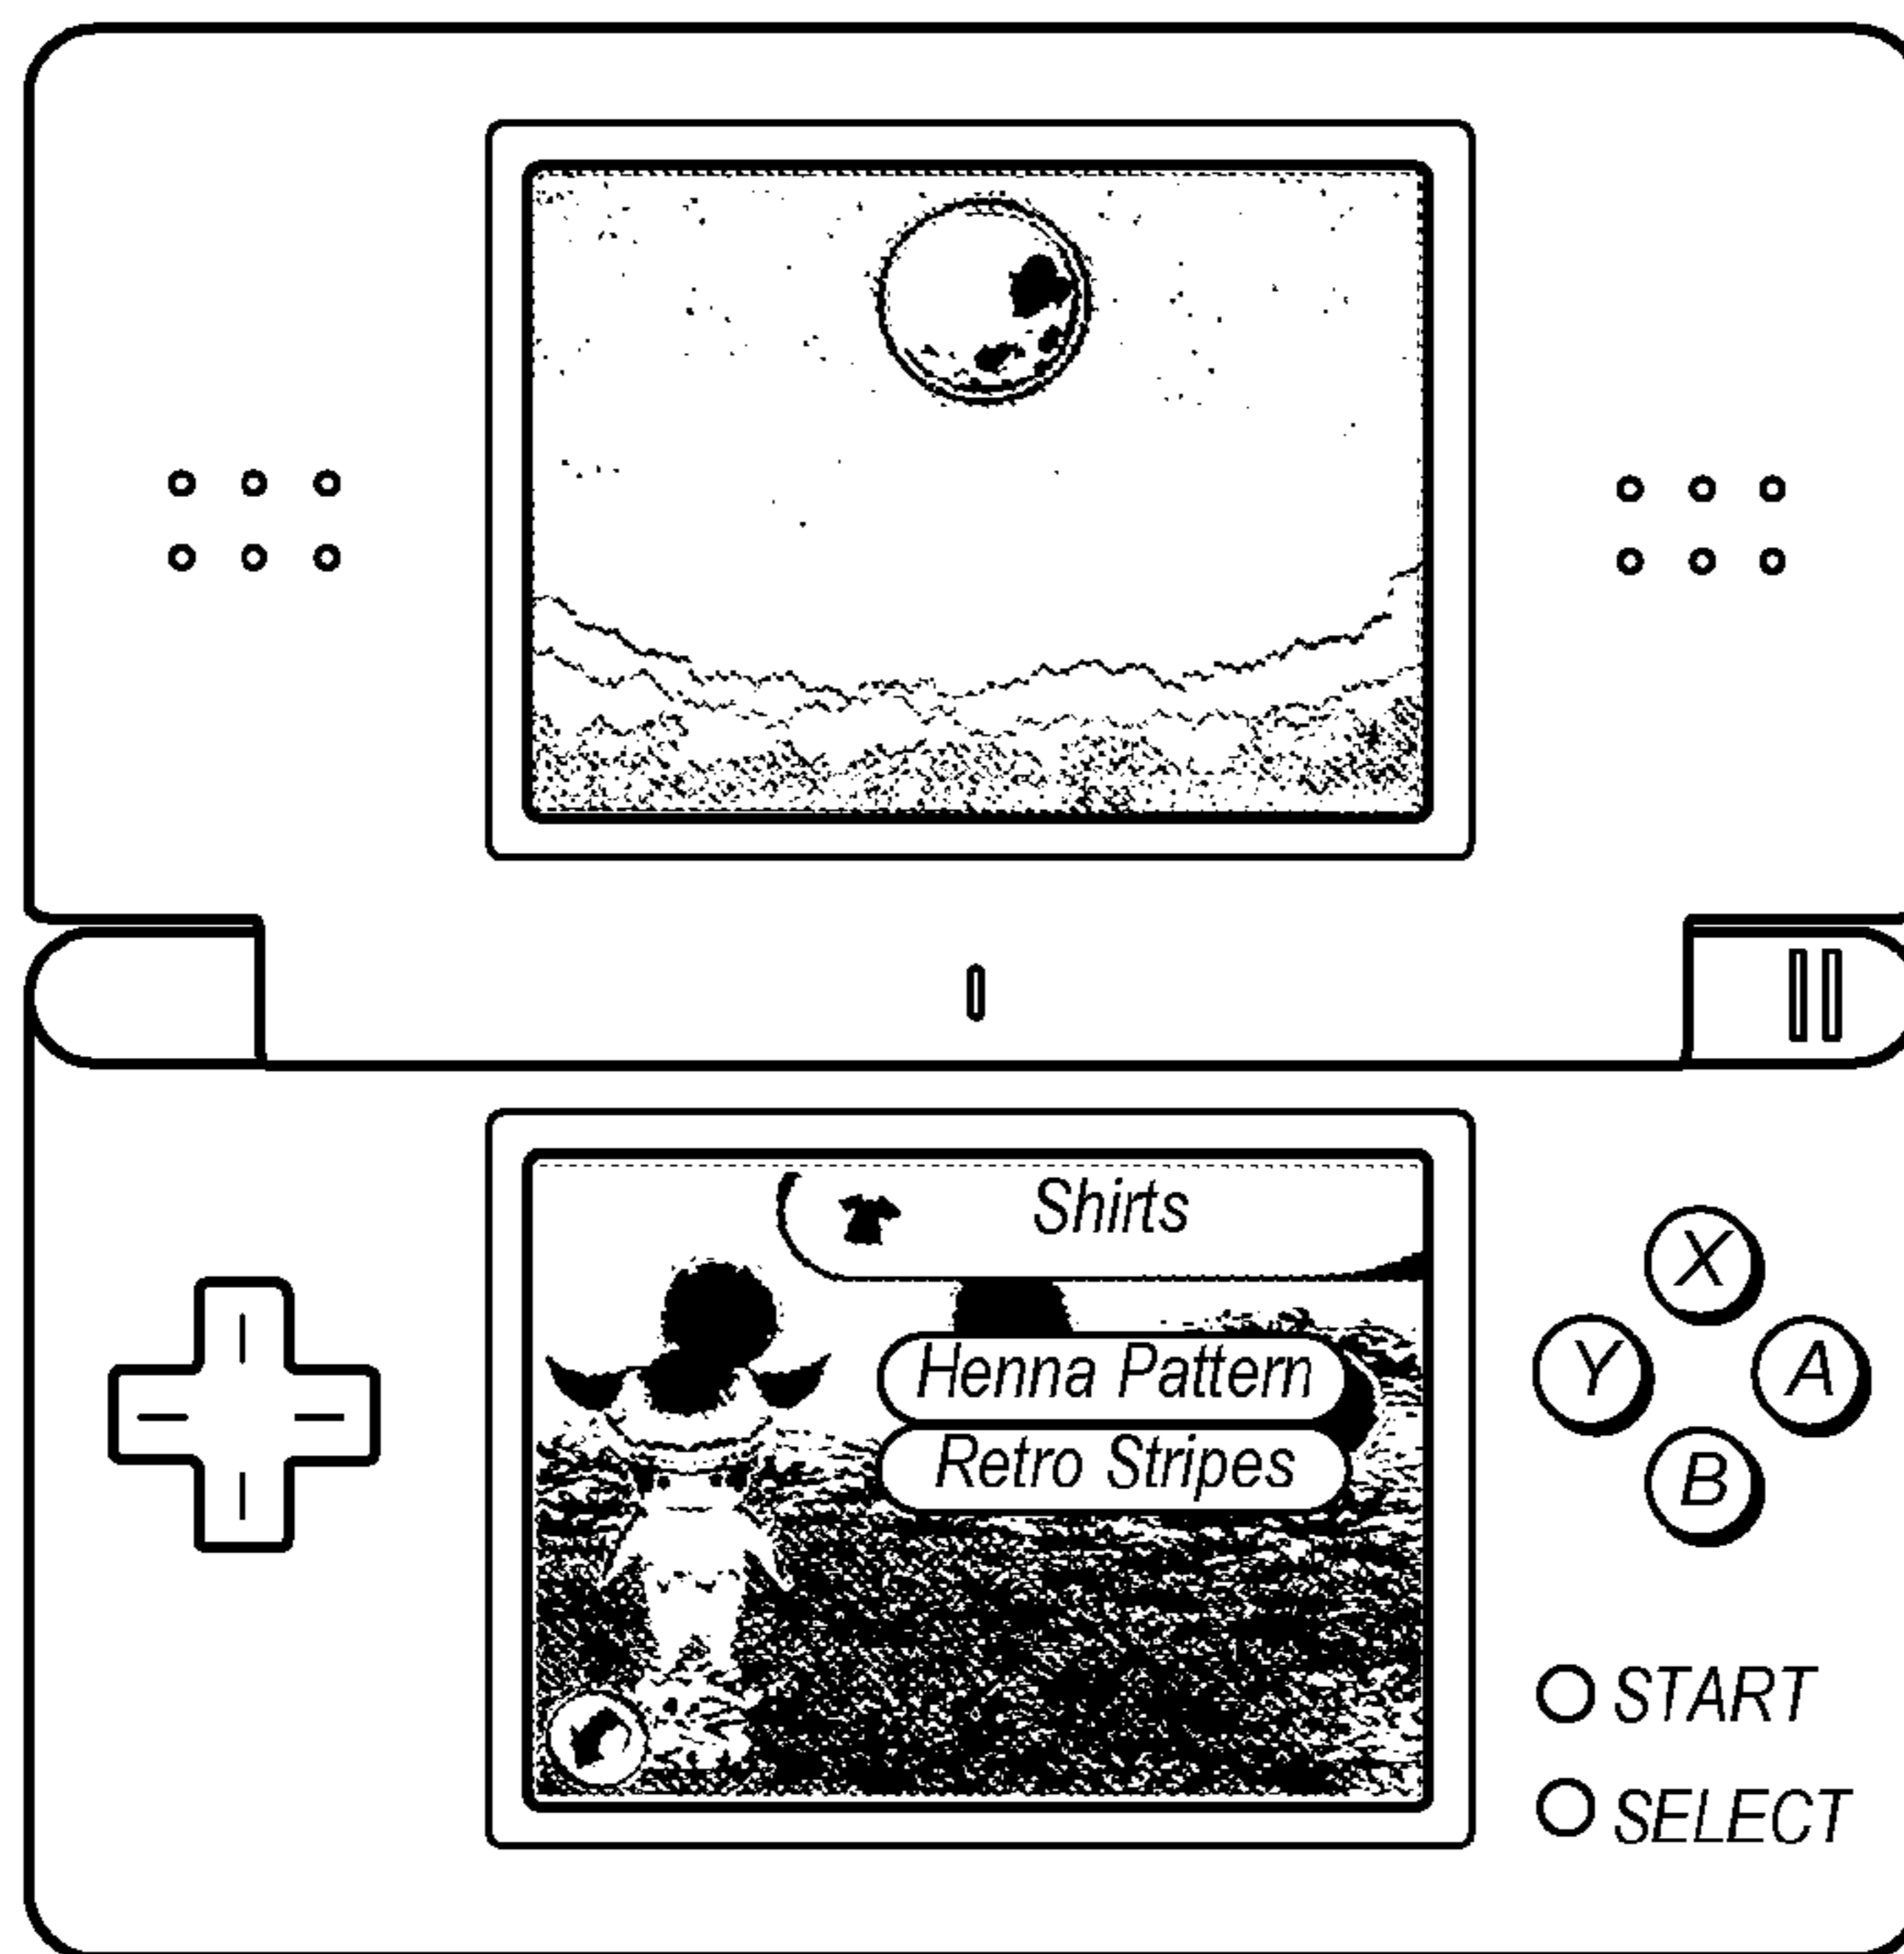 Shirts
Henna Pattern
Retro Stripes
X
Y
A
B
START
SELECT